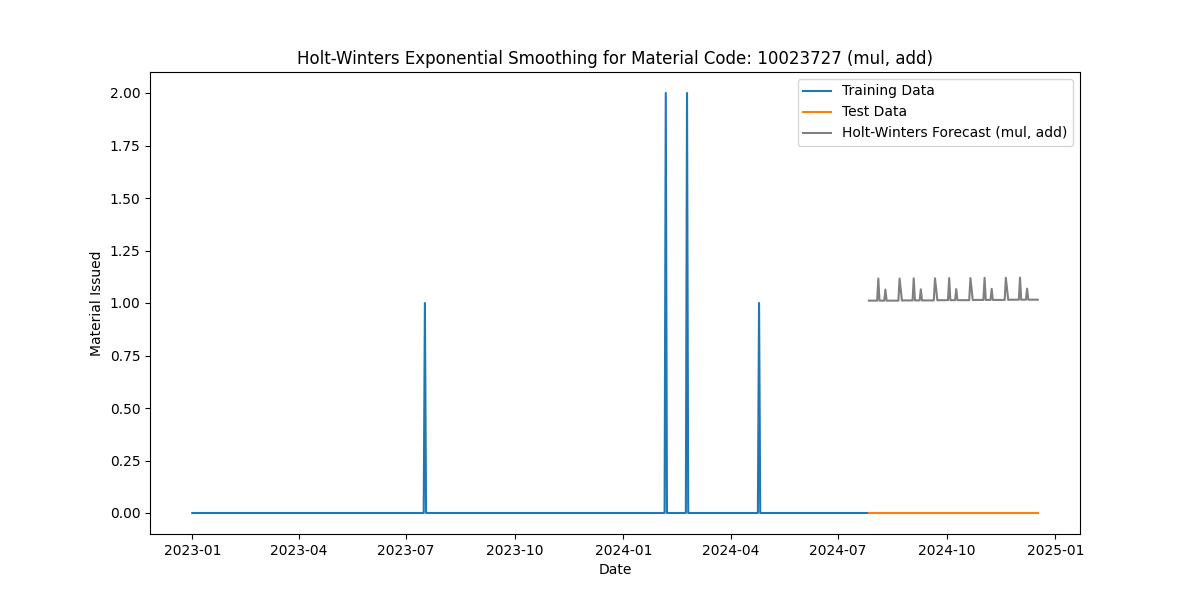 Holt-Winters Exponential Smoothing for Material Code: 10023727 (mul, add)
Training Data
Test Data
Holt-Winters Forecast (mul, add)
Material Issued
2.00
1.75
1.50
1.25
1.00
0.75
0.50
0.25
0.00
2023-01 2023-04 2023-07 2023-10 2024-01 2024-04 2024-07 2024-10 2025-01
Date